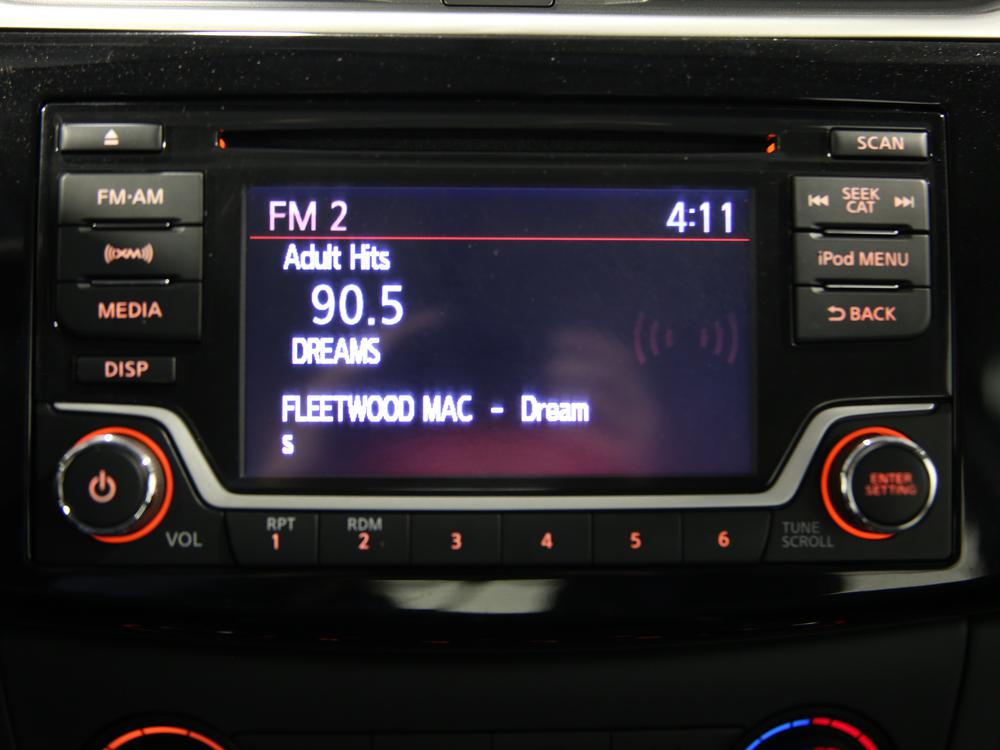 SCAN
FM·AM
SEEK
CAT
XM
iPod MENU
MEDIA
BACK
DISP
FM 2 4:11
Adult Hits
90.5
DREAMS
FLEETWOOD MAC - Dream
s
ENTER
SETTING
VOL
RPT RDM
1 2 3 4 5 6
TUNE
SCROLL